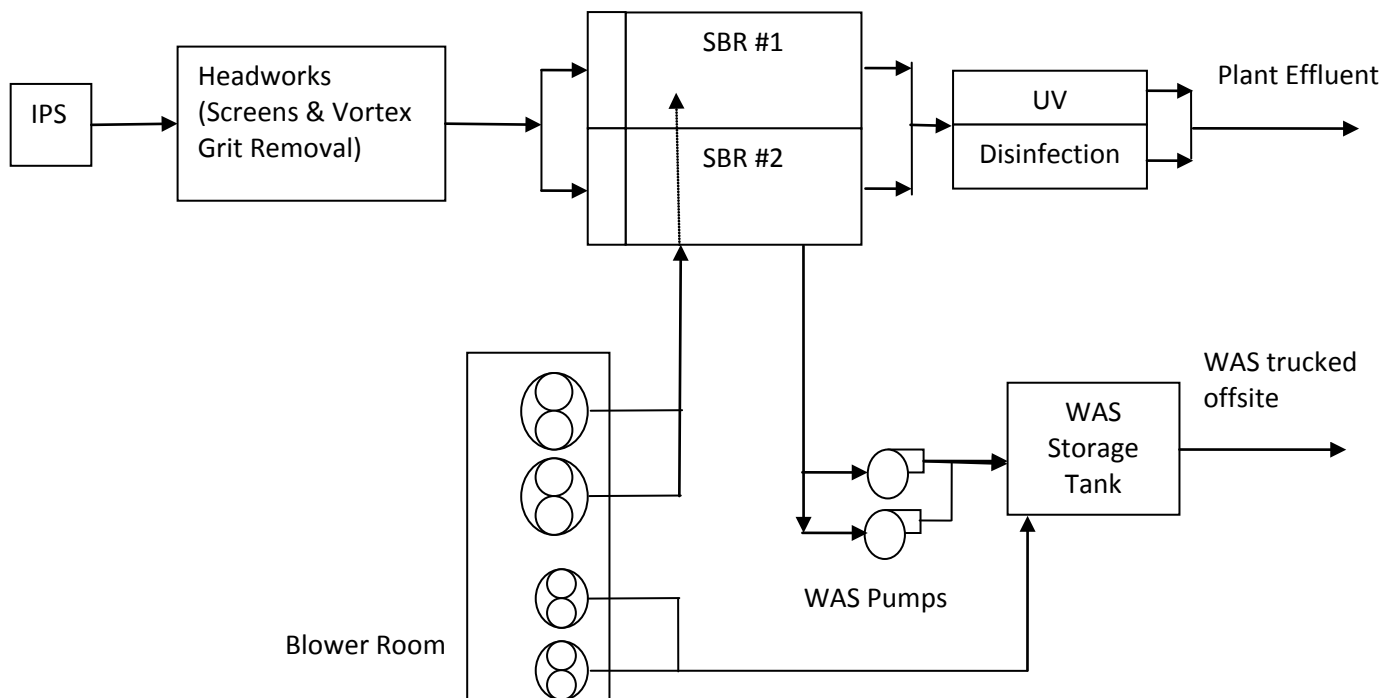 IPS
Headworks
(Screens & Vortex
Grit Removal)
SBR #1
SBR #2
UV
Disinfection
Plant Effluent
Blower Room
WAS Pumps
WAS
Storage
Tank
WAS trucked
offsite